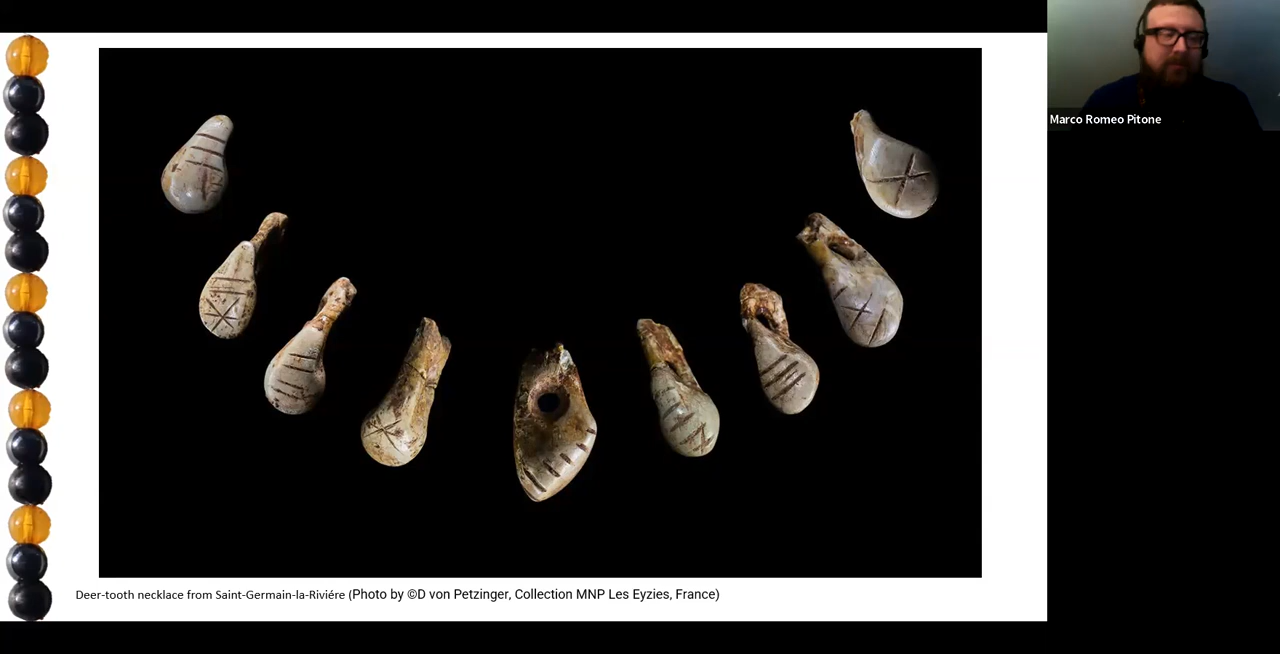 Marco Romeo Pitone
Deer-tooth necklace from Saint-Germain-la-Riviére (Photo by ©D von Petzinger, Collection MNP Les Eyzies, France)